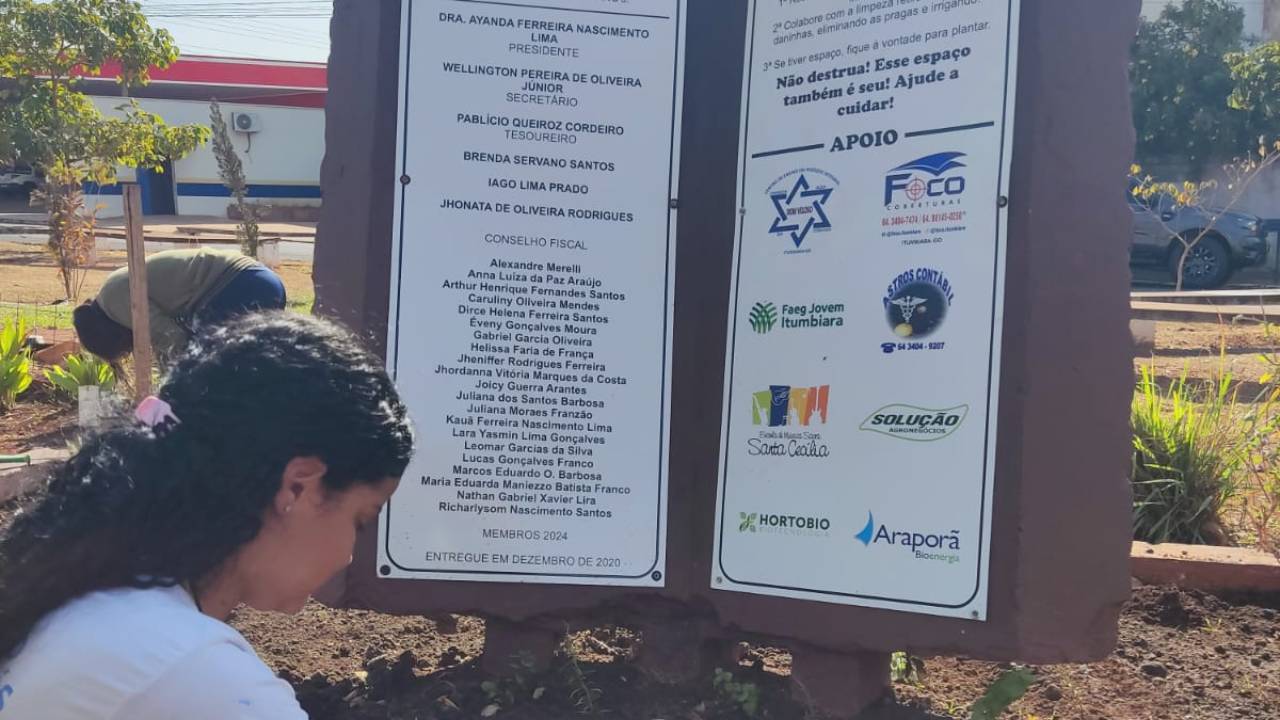 DRA. AYANDA FERREIRA NASCIMENTO
LIMA
PRESIDENTE
WELLINGTON PEREIRA DE OLIVEIRA
JÚNIOR
SECRETÁRIO
PABLÍCIO QUEIROZ CORDEIRO
TESOUREIRO
BRENDA SERVANO SANTOS
IAGO LIMA PRADO
JHONATA DE OLIVEIRA RODRIGUES
CONSELHO FISCAL
Alexandre Merelli
Anna Luiza da Paz Araújo
Arthur Henrique Fernandes Santos
Caruliny Oliveira Mendes
Dirce Helena Ferreira Santos
Éveny Gonçalves Moura
Gabriel Garcia Oliveira
Helissa Faria de França
Jheniffer Rodrigues Ferreira
Jhordanna Vitória Marques da Costa
Joicy Guerra Arantes
Juliana dos Santos Barbosa
Juliana Moraes Franzão
Kauã Ferreira Nascimento Lima
Lara Yasmin Lima Gonçalves
Leomar Garcias da Silva
Lucas Gonçalves Franco
Marcos Eduardo O. Barbosa
Maria Eduarda Maniezzo Batista Franco
Nathan Gabriel Xavier Lira
Richarlysom Nascimento Santos
MEMBROS 2024
ENTREGUE EM DEZEMBRO DE 2020
2ª Colabore com a limpeza
daninhas, eliminando as pragas e irrigando.
3ª Se tiver espaço, fique à vontade para plantar.
Não destrua! Esse espaço
também é seu! Ajude a
cuidar!
APOIO
DOM VELOSO
FOCO
COBERTURAS
ITUMBIARA-GO
Faeg Jovem
Itumbiara
ASTROS CONTÁBIL
64 3404 - 9207
Santa Cecília
SOLUÇÃO
AGRONEGÓCIOS
HORTOBIO
BIOTECNOLOGIA
Araporã
Bioenergia